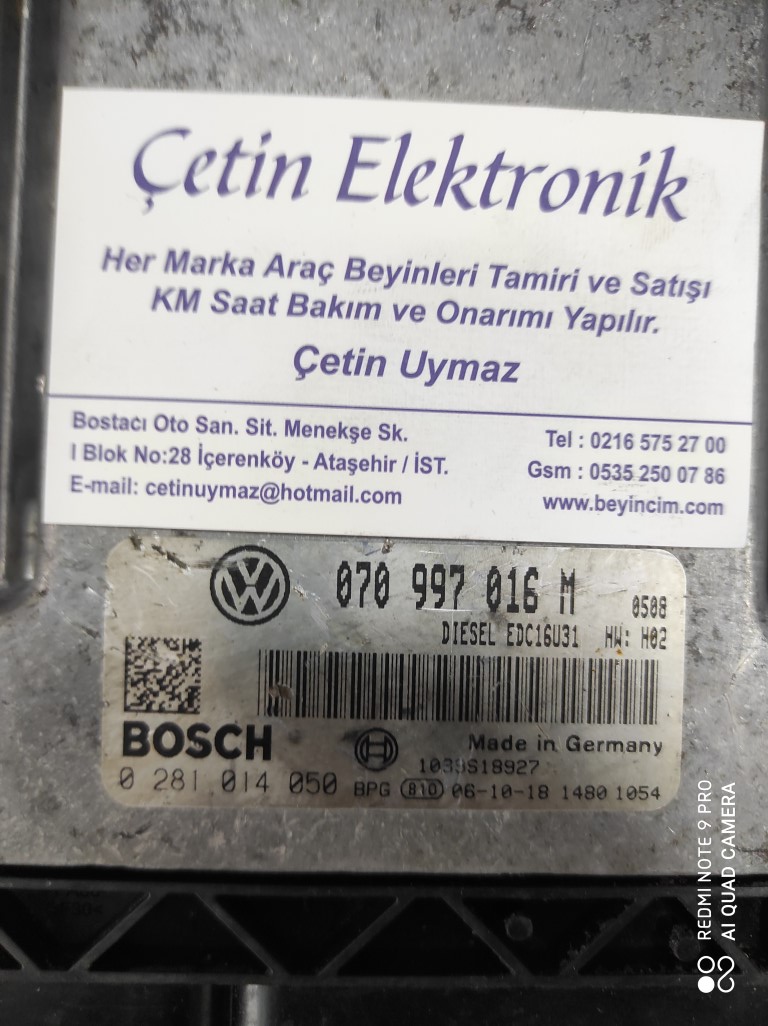 Çetin Elektronik
Her Marka Araç Beyinleri Tamiri ve Satışı
KM Saat Bakım ve Onarımı Yapılır.
Çetin Uymaz
Bostacı Oto San. Sit. Menekşe Sk.
I Blok No:28 İçerenköy - Ataşehir / İST.
E-mail: cetinuymaz@hotmail.com
Tel : 0216 575 27 00
Gsm : 0535 250 07 86
www.beyincim.com
070 997 016 M 0508
DIESEL EDC16U31 HW: H02
BOSCH Made in Germany
1039S18927
0 281 014 050 BPG 810 06-10-18 1480 1054
REDMI NOTE 9 PRO
AI QUAD CAMERA